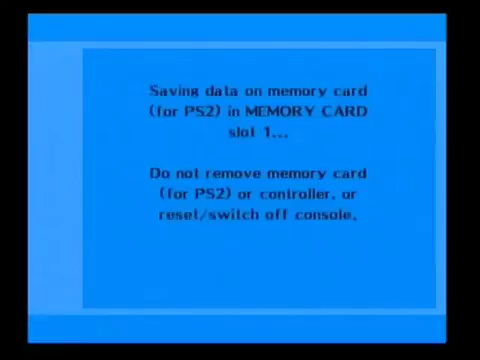 Saving data on memory card
(for PS2) in MEMORY CARD
slot 1...
Do not remove memory card
(for PS2) or controller, or
reset/switch off console.